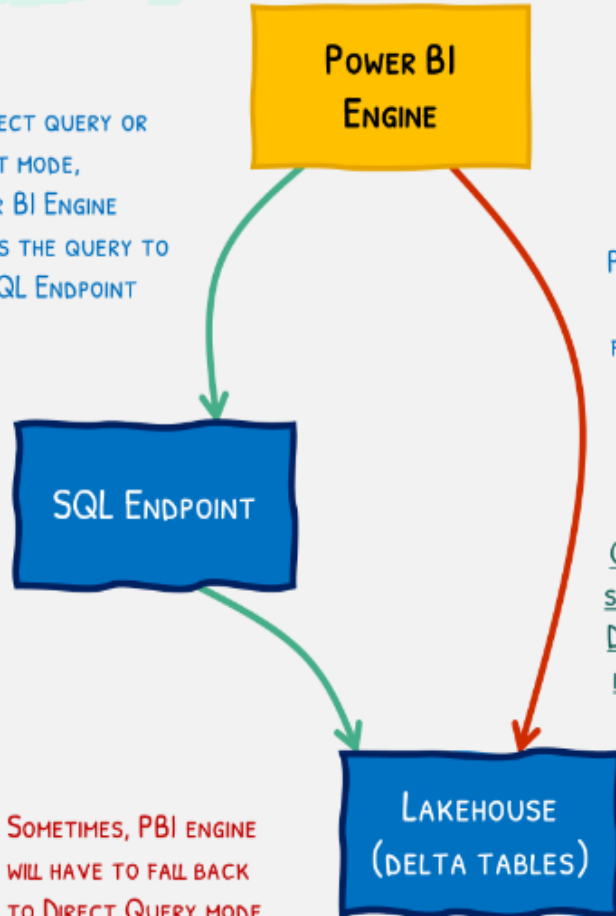 POWER BI
ENGINE
ECT QUERY OR
T MODE,
R BI ENGINE
S THE QUERY TO
QL ENDPOINT
SQL ENDPOINT
LAKEHOUSE
(DELTA TABLES)
SOMETIMES, PBI ENGINE
WILL HAVE TO FALL BACK
TO DIRECT QUERY MODE